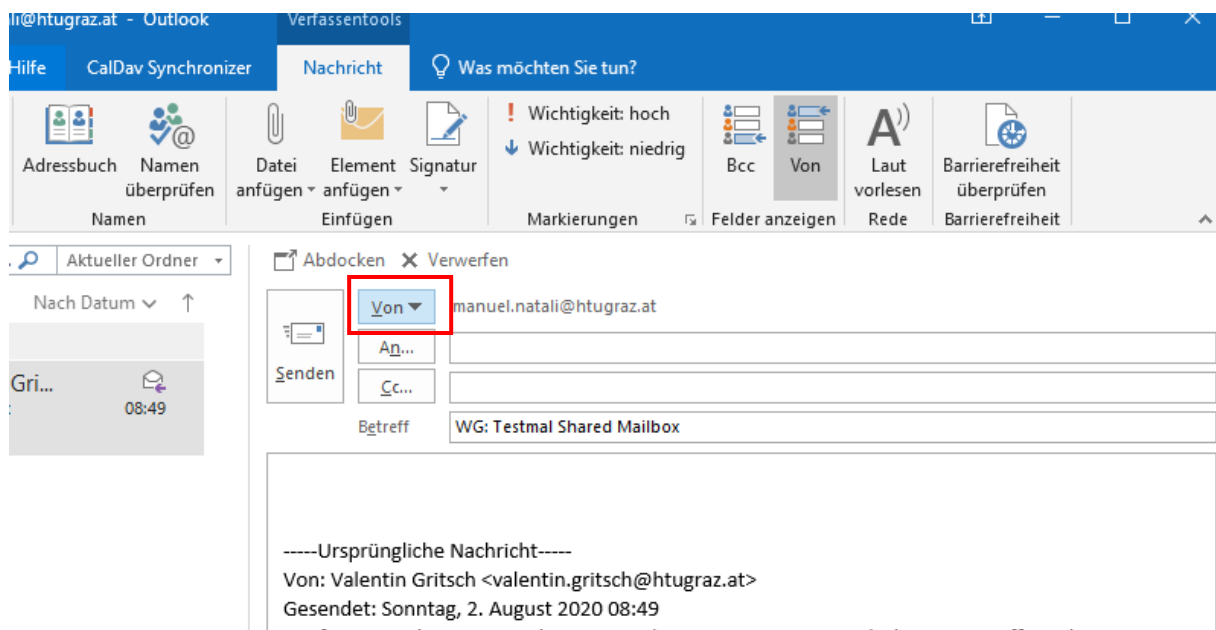 li@htugraz.at - Outlook
Verfassentools
Hilfe
CalDav Synchronizer
Nachricht
Was möchten Sie tun?
Adressbuch
Namen
überprüfen
Datei
anfügen
Element
anfügen
Signatur
Wichtigkeit: hoch
Wichtigkeit: niedrig
Bcc
Von
Laut
vorlesen
Barrierefreiheit
überprüfen
Namen
Einfügen
Markierungen
Felder anzeigen
Rede
Barrierefreiheit
Aktueller Ordner
Abdocken
Verwerfen
Nach Datum
Senden
Von
manuel.natali@htugraz.at
An...
Cc...
Betreff
WG: Testmal Shared Mailbox
Gri...
08:49
-----Ursprüngliche Nachricht-----
Von: Valentin Gritsch <valentin.gritsch@htugraz.at>
Gesendet: Sonntag, 2. August 2020 08:49